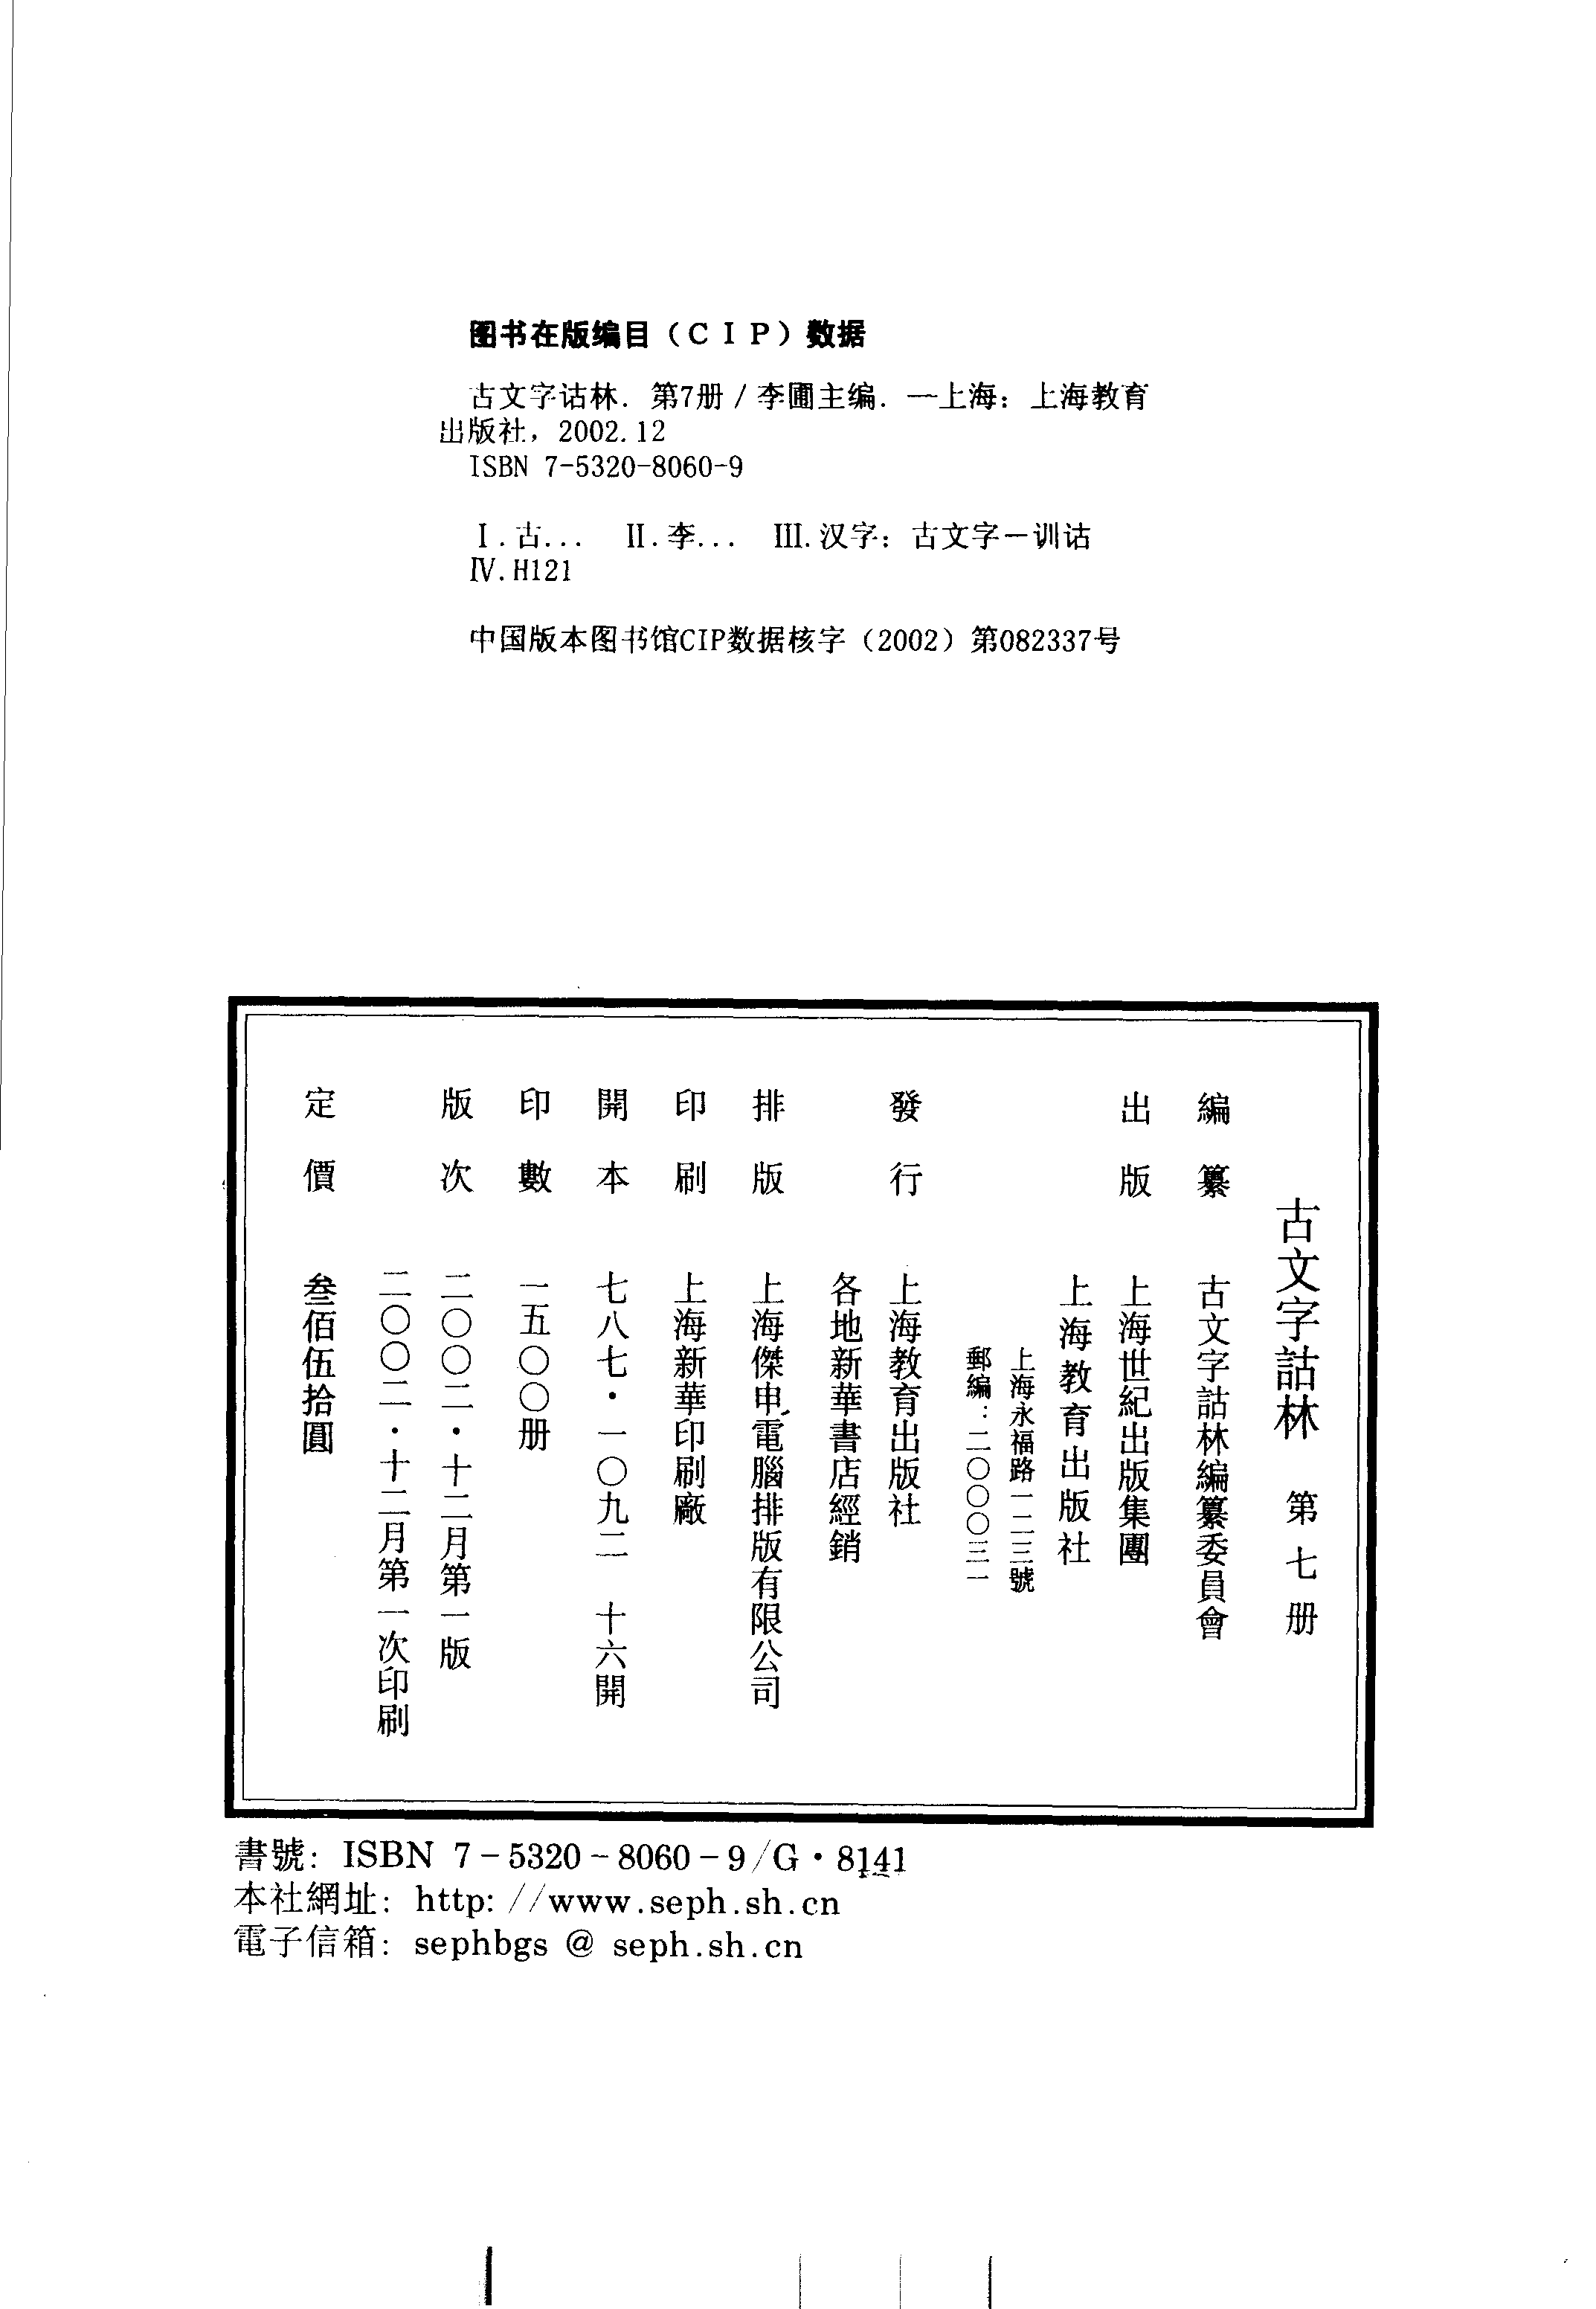 图书在版编目（CIP）数据
古文字诂林．第7册 / 李圃主编．—上海：上海教育
出版社，2002.12
ISBN 7-5320-8060-9
Ⅰ.古... Ⅱ.李... Ⅲ.汉字：古文字－训诂
Ⅳ.H121
中国版本图书馆CIP数据核字（2002）第082337号
古文字詁林 第七册
編纂 古文字詁林編纂委員會
出版 上海世紀出版集團
上海教育出版社
上海永福路一二三號
郵編：二〇〇〇三一
發行 上海教育出版社
各地新華書店經銷
排版 上海傑申電腦排版有限公司
印刷 上海新華印刷廠
開本 七八七·一〇九二 十六開
印數 一五〇〇册
版次 二〇〇二·十二月第一版
二〇〇二·十二月第一次印刷
定價 叁佰伍拾圓
書號：ISBN 7－5320－8060－9/G·8141
本社網址：http://www.seph.sh.cn
電子信箱：sephbgs @ seph.sh.cn